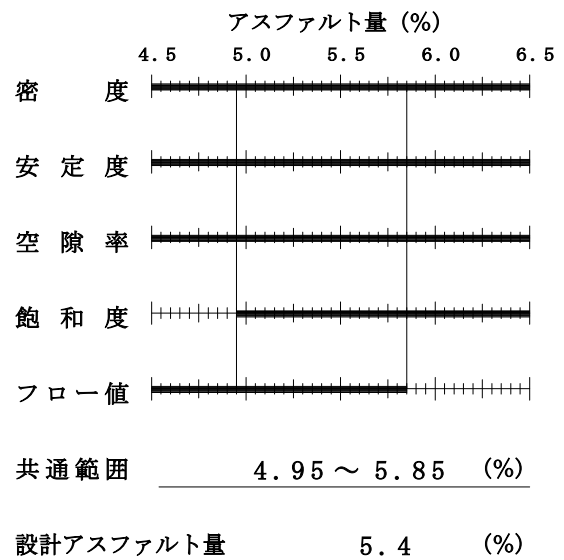 アスファルト量 (%)
4.5 5.0 5.5 6.0 6.5
密度
安定度
空隙率
飽和度
フロー値
共通範囲 4.95～5.85 (%)
設計アスファルト量 5.4 (%)